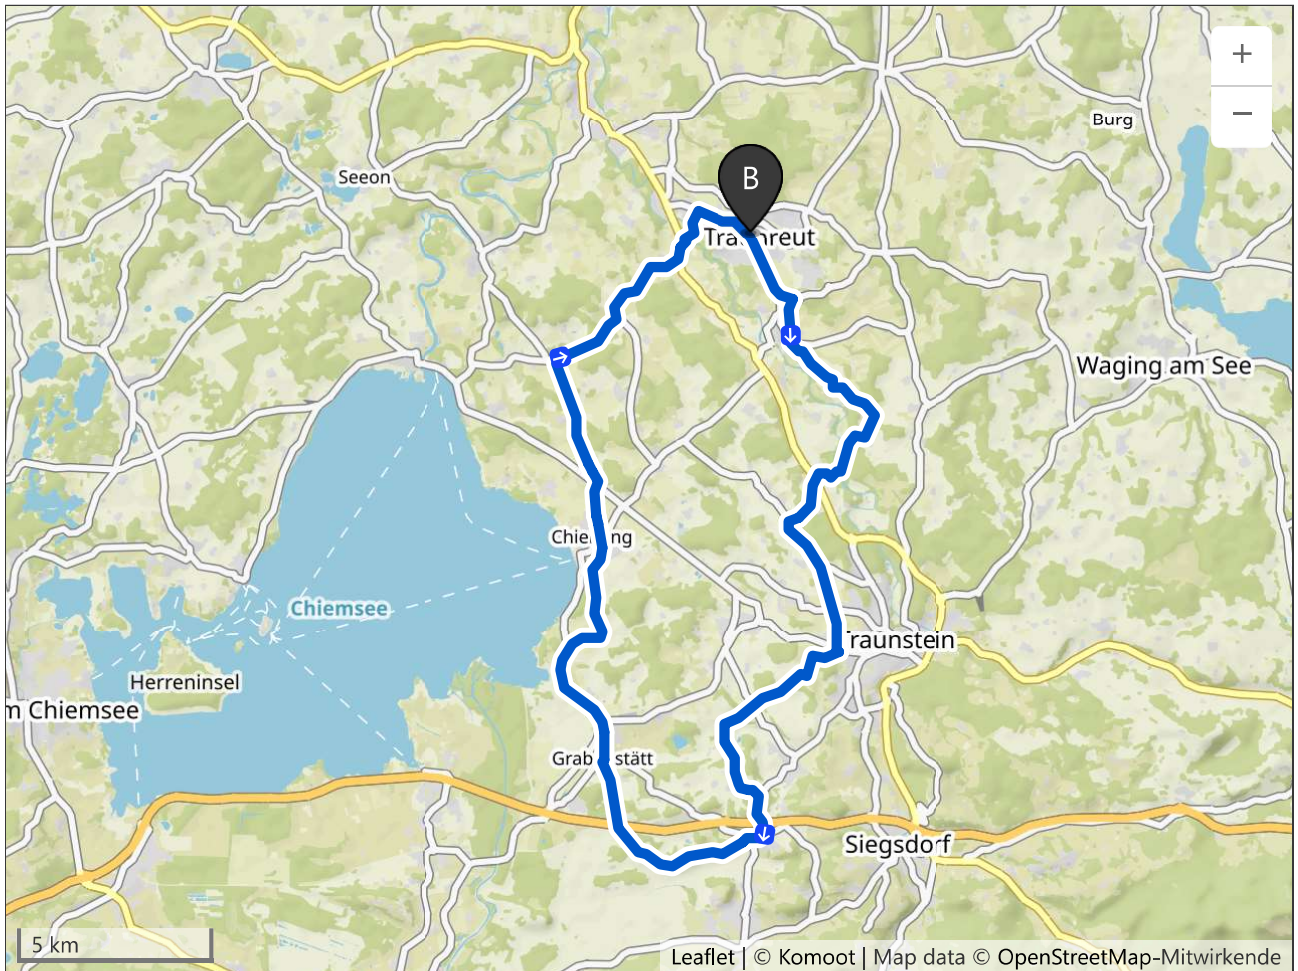 +
−
Burg
Seeon
B
Waging am See
Chiemsee
Traunstein
Herreninsel
m Chiemsee
Siegsdorf
5 km
Leaflet | © Komoot | Map data © OpenStreetMap-Mitwirkende